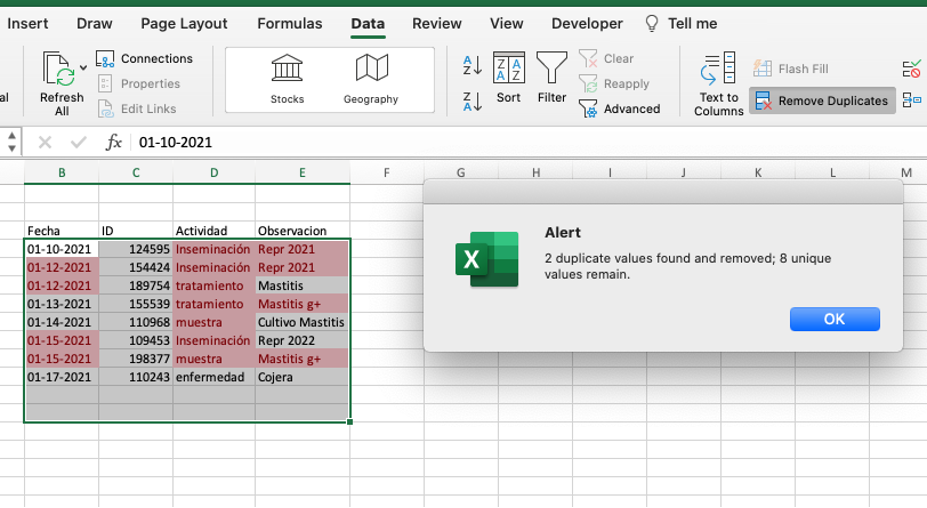 Insert Draw Page Layout Formulas Data Review View Developer Tell me
Connections
Properties
Edit Links
Refresh
All
Stocks Geography
A
Z
Z
A
Z A
A Z
Sort Filter
Clear
Reapply
Advanced
Text to
Columns
Flash Fill
Remove Duplicates
al
fx 01-10-2021
B C D E F G H I J K L M
Fecha ID Actividad Observacion
01-10-2021 124595 Inseminación Repr 2021
01-12-2021 154424 Inseminación Repr 2021
01-12-2021 189754 tratamiento Mastitis
01-13-2021 155539 tratamiento Mastitis g+
01-14-2021 110968 muestra Cultivo Mastitis
01-15-2021 109453 Inseminación Repr 2022
01-15-2021 198377 muestra Mastitis g+
01-17-2021 110243 enfermedad Cojera
X
Alert
2 duplicate values found and removed; 8 unique
values remain.
OK